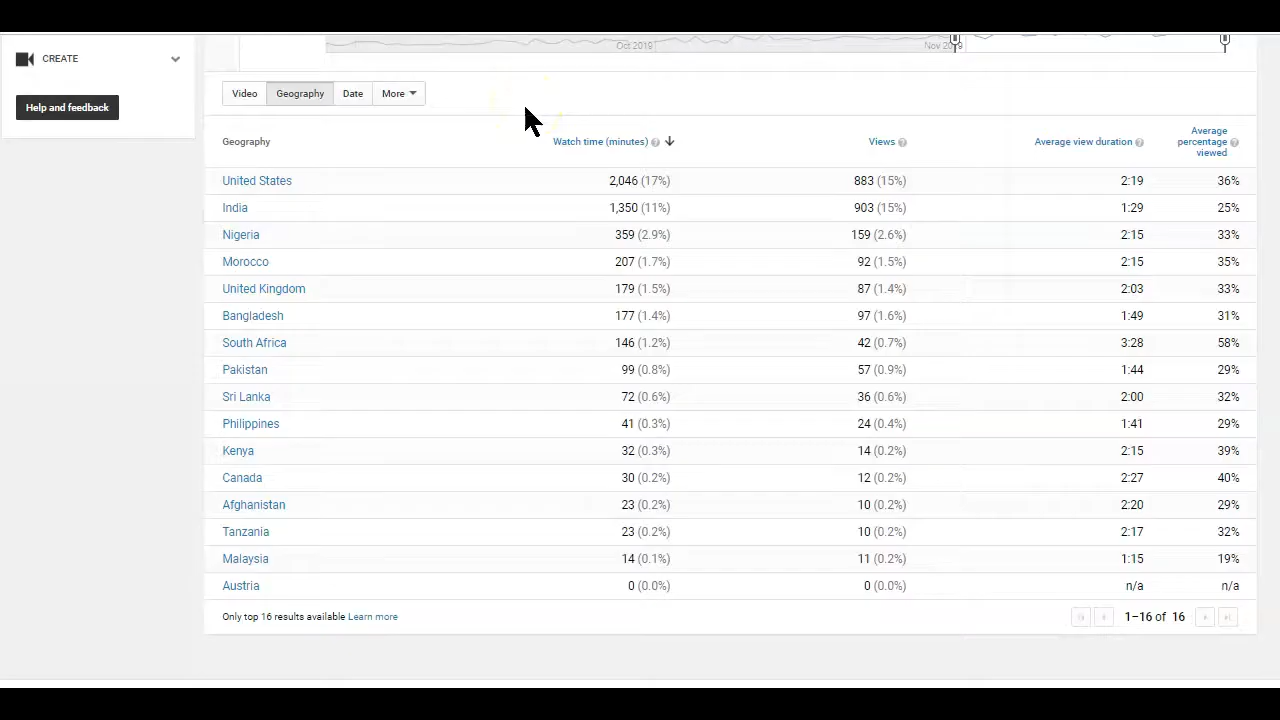 Oct 2019 Nov 2019
CREATE
Help and feedback
Video Geography Date More
Geography Watch time (minutes) Views Average view duration Average percentage viewed
United States 2,046 (17%) 883 (15%) 2:19 36%
India 1,350 (11%) 903 (15%) 1:29 25%
Nigeria 359 (2.9%) 159 (2.6%) 2:15 33%
Morocco 207 (1.7%) 92 (1.5%) 2:15 35%
United Kingdom 179 (1.5%) 87 (1.4%) 2:03 33%
Bangladesh 177 (1.4%) 97 (1.6%) 1:49 31%
South Africa 146 (1.2%) 42 (0.7%) 3:28 58%
Pakistan 99 (0.8%) 57 (0.9%) 1:44 29%
Sri Lanka 72 (0.6%) 36 (0.6%) 2:00 32%
Philippines 41 (0.3%) 24 (0.4%) 1:41 29%
Kenya 32 (0.3%) 14 (0.2%) 2:15 39%
Canada 30 (0.2%) 12 (0.2%) 2:27 40%
Afghanistan 23 (0.2%) 10 (0.2%) 2:20 29%
Tanzania 23 (0.2%) 10 (0.2%) 2:17 32%
Malaysia 14 (0.1%) 11 (0.2%) 1:15 19%
Austria 0 (0.0%) 0 (0.0%) n/a n/a
Only top 16 results available Learn more 1–16 of 16